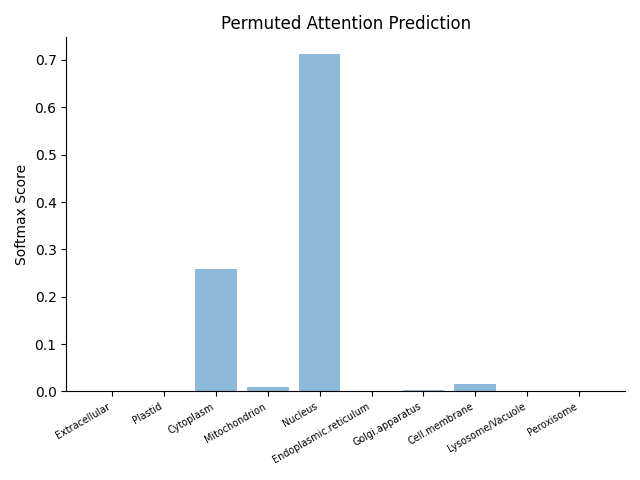 Permuted Attention Prediction
Softmax Score
0.7
0.6
0.5
0.4
0.3
0.2
0.1
0.0
Extracellular
Plastid
Cytoplasm
Mitochondrion
Nucleus
Endoplasmic.reticulum
Golgi.apparatus
Cell.membrane
Lysosome/Vacuole
Peroxisome